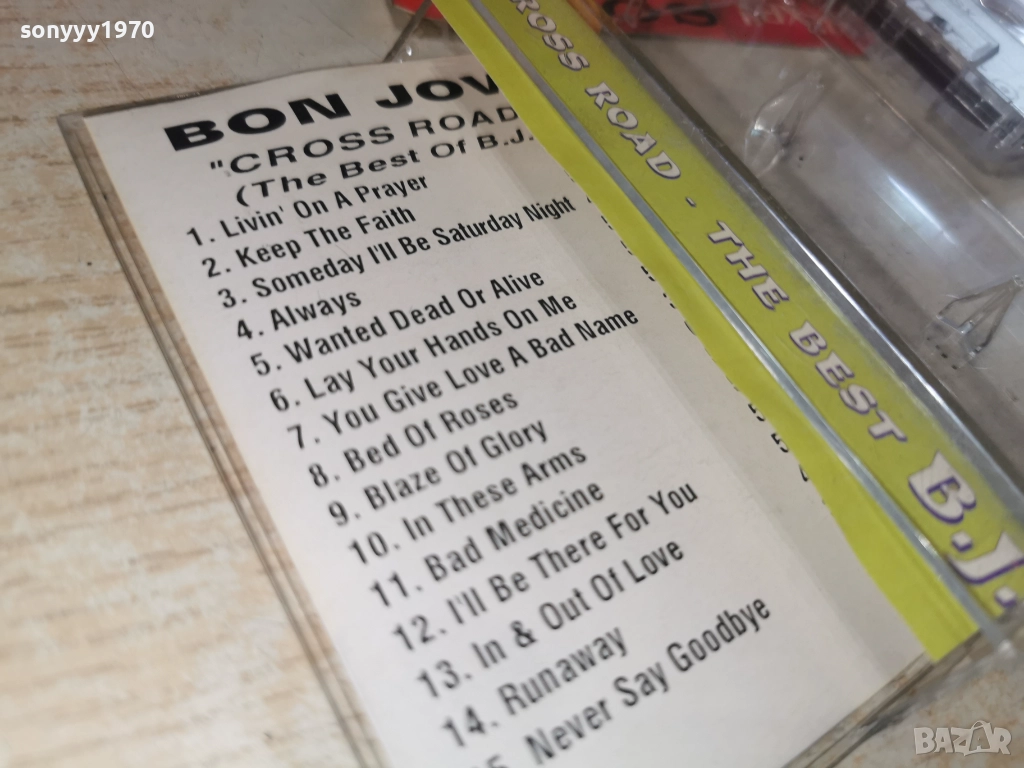 sonyyy1970
BON JOV
"CROSS ROAD
(The Best Of B.J.
1. Livin' On A Prayer
2. Keep The Faith
3. Someday I'll Be Saturday Night
4. Always
5. Wanted Dead Or Alive
6. Lay Your Hands On Me
7. You Give Love A Bad Name
8. Bed Of Roses
9. Blaze Of Glory
10. In These Arms
11. Bad Medicine
12. I'll Be There For You
13. In & Out Of Love
14. Runaway
15. Never Say Goodbye
ROSS ROAD - THE BEST B.J.
BAZAR